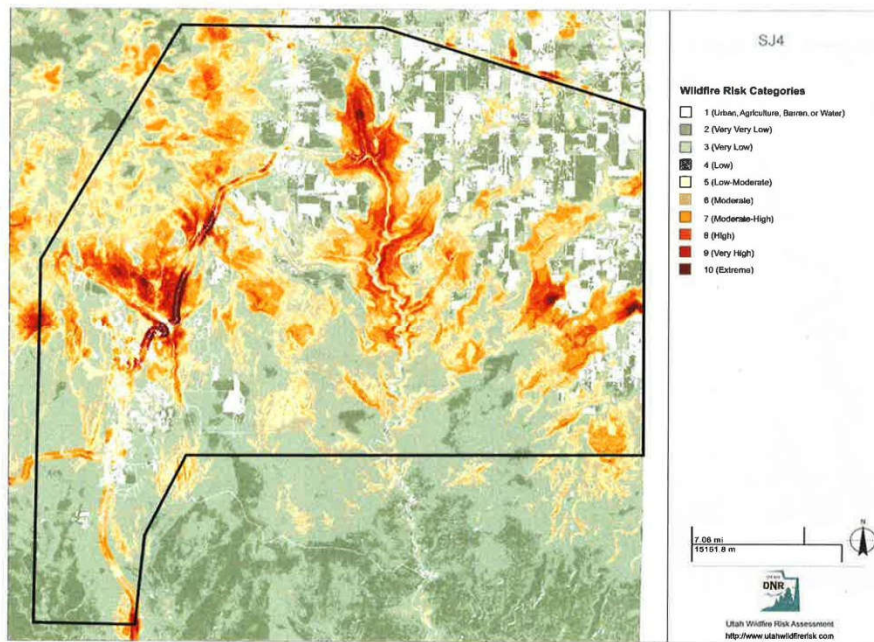 SJ4
Wildfire Risk Categories
1 (Urban, Agriculture, Barren, or Water)
2 (Very Very Low)
3 (Very Low)
4 (Low)
5 (Low-Moderate)
6 (Moderate)
7 (Moderate-High)
8 (High)
9 (Very High)
10 (Extreme)
N
7.06 mi
15151.8 m
DNR
Utah Wildfire Risk Assessment
http://www.utahwildfirerisk.com